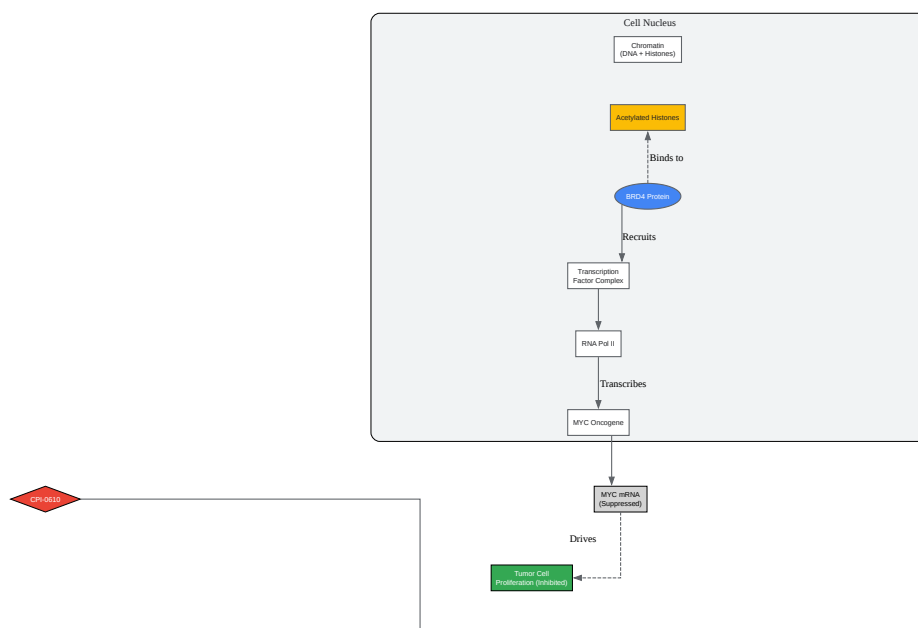 Cell Nucleus
Chromatin
(DNA + Histones)
Acetylated Histones
Binds to
BRD4 Protein
Recruits
Transcription
Factor Complex
RNA Pol II
Transcribes
MYC Oncogene
CPI-0610
MYC mRNA
(Suppressed)
Drives
Tumor Cell
Proliferation (Inhibited)